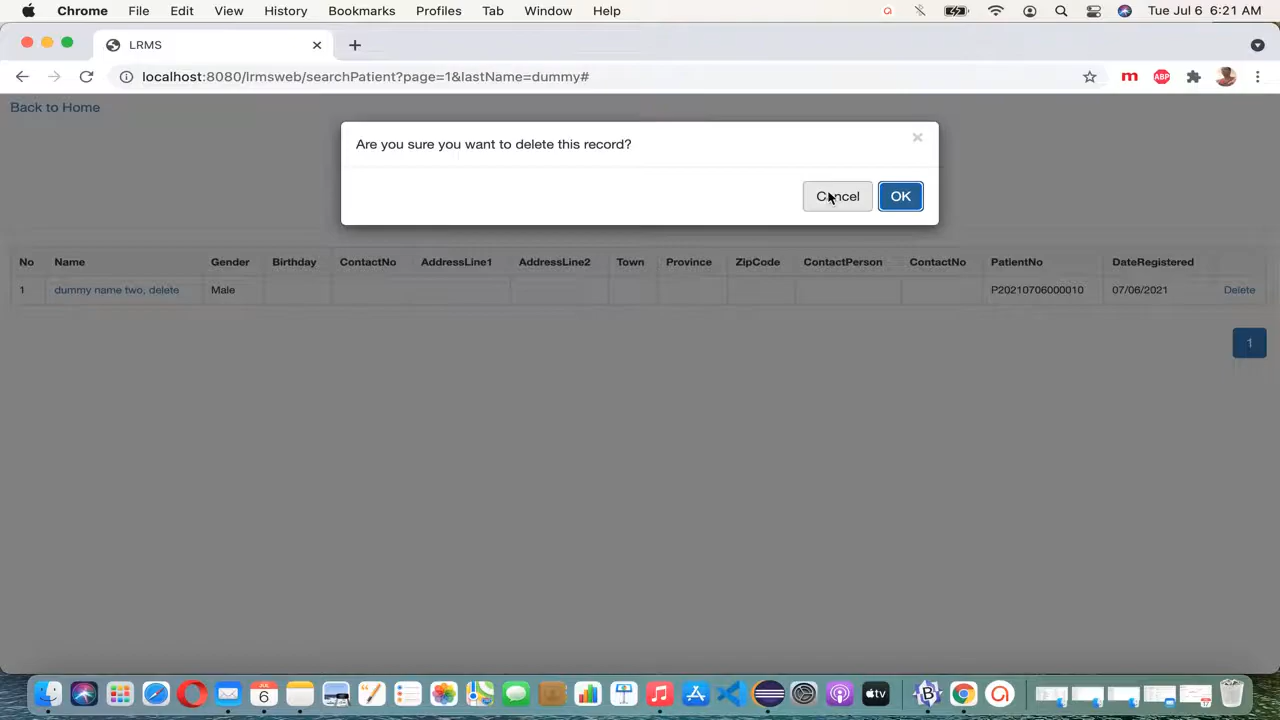 Chrome File Edit View History Bookmarks Profiles Tab Window Help Tue Jul 6 6:21 AM
LRMS
localhost:8080/lrmsweb/searchPatient?page=1&lastName=dummy#
Back to Home
Are you sure you want to delete this record?
Cancel OK
No Name Gender Birthday ContactNo AddressLine1 AddressLine2 Town Province ZipCode ContactPerson ContactNo PatientNo DateRegistered
1 dummy name two, delete Male P20210706000010 07/06/2021 Delete
1